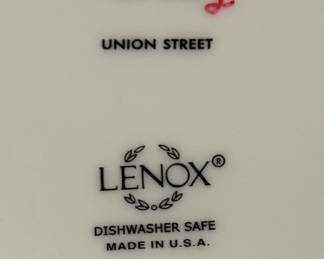 UNION STREET
LENOX®
DISHWASHER SAFE
MADE IN U.S.A.